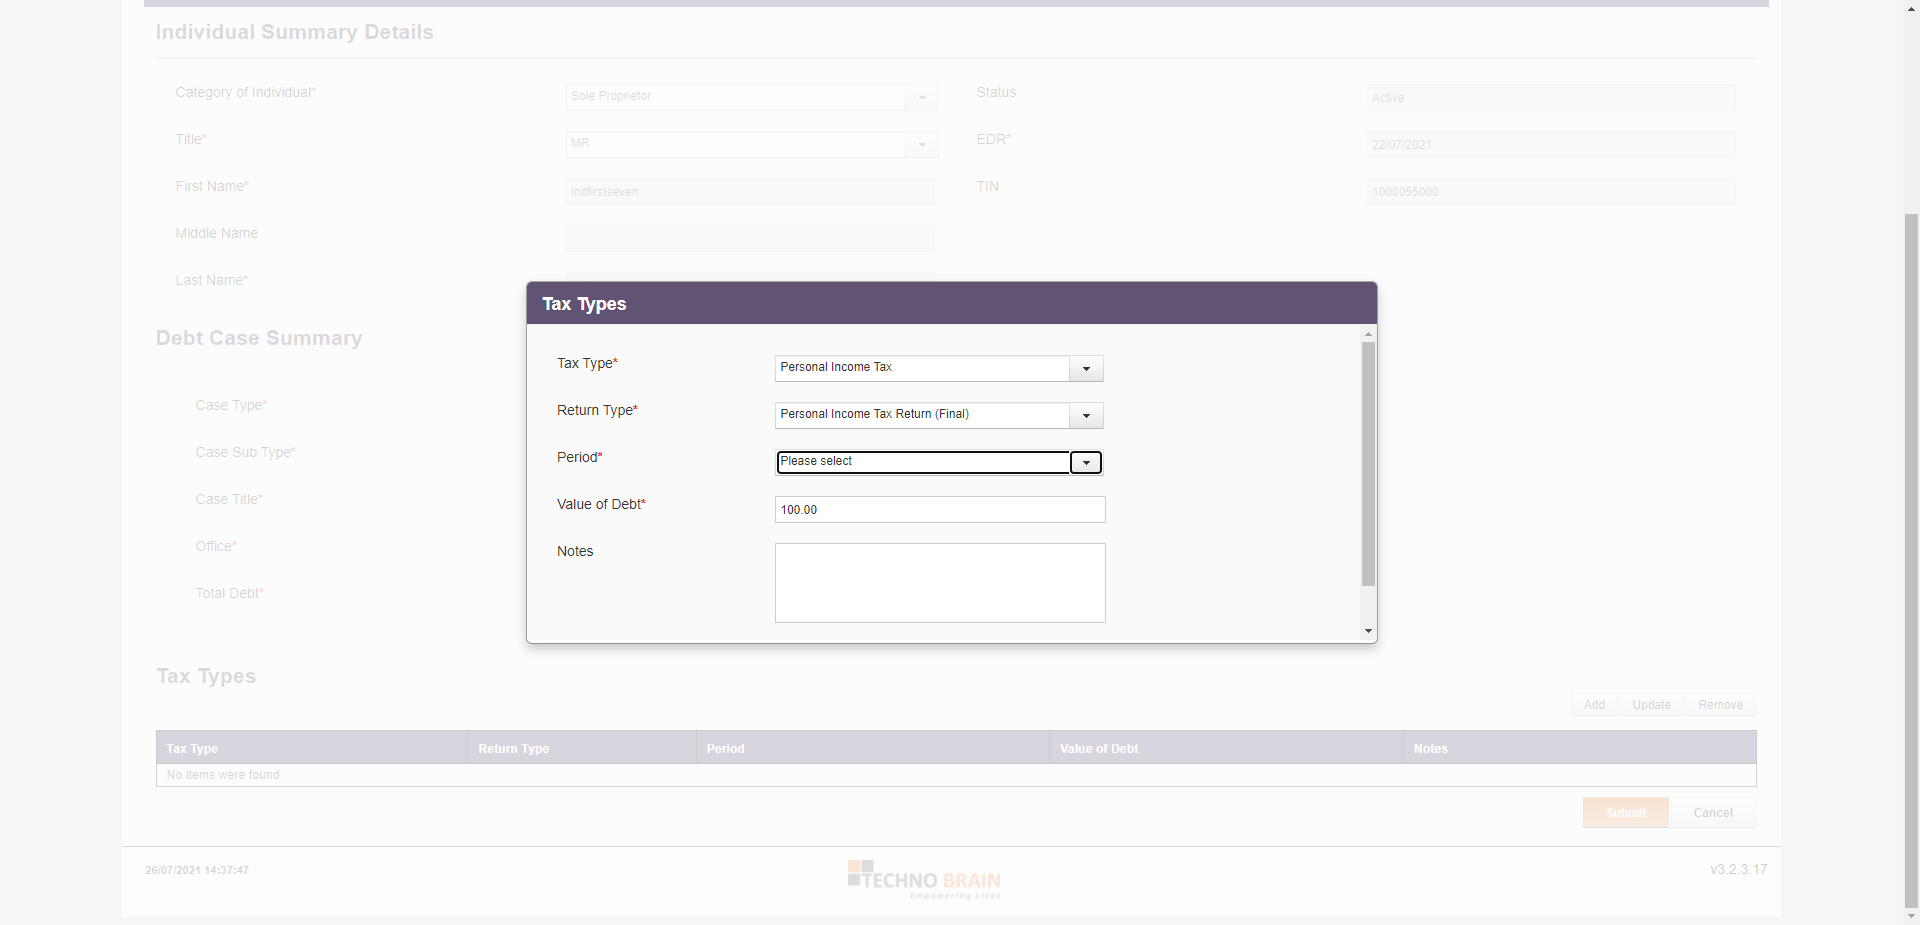 Individual Summary Details
Category of Individual* Sole Proprietor Status Active
Title* MR EDR* 22/07/2021
First Name* indfirstseven TIN 1000055000
Middle Name
Last Name*
Tax Types
Debt Case Summary
Tax Type* Personal Income Tax
Case Type*
Return Type* Personal Income Tax Return (Final)
Case Sub Type*
Period* Please select
Case Title*
Value of Debt* 100.00
Office*
Notes
Total Debt*
Tax Types
Add Update Remove
Tax Type Return Type Period Value of Debt Notes
No items were found
Submit Cancel
26/07/2021 14:37:47 TECHNO BRAIN v3.2.3.17
Empowering Lives